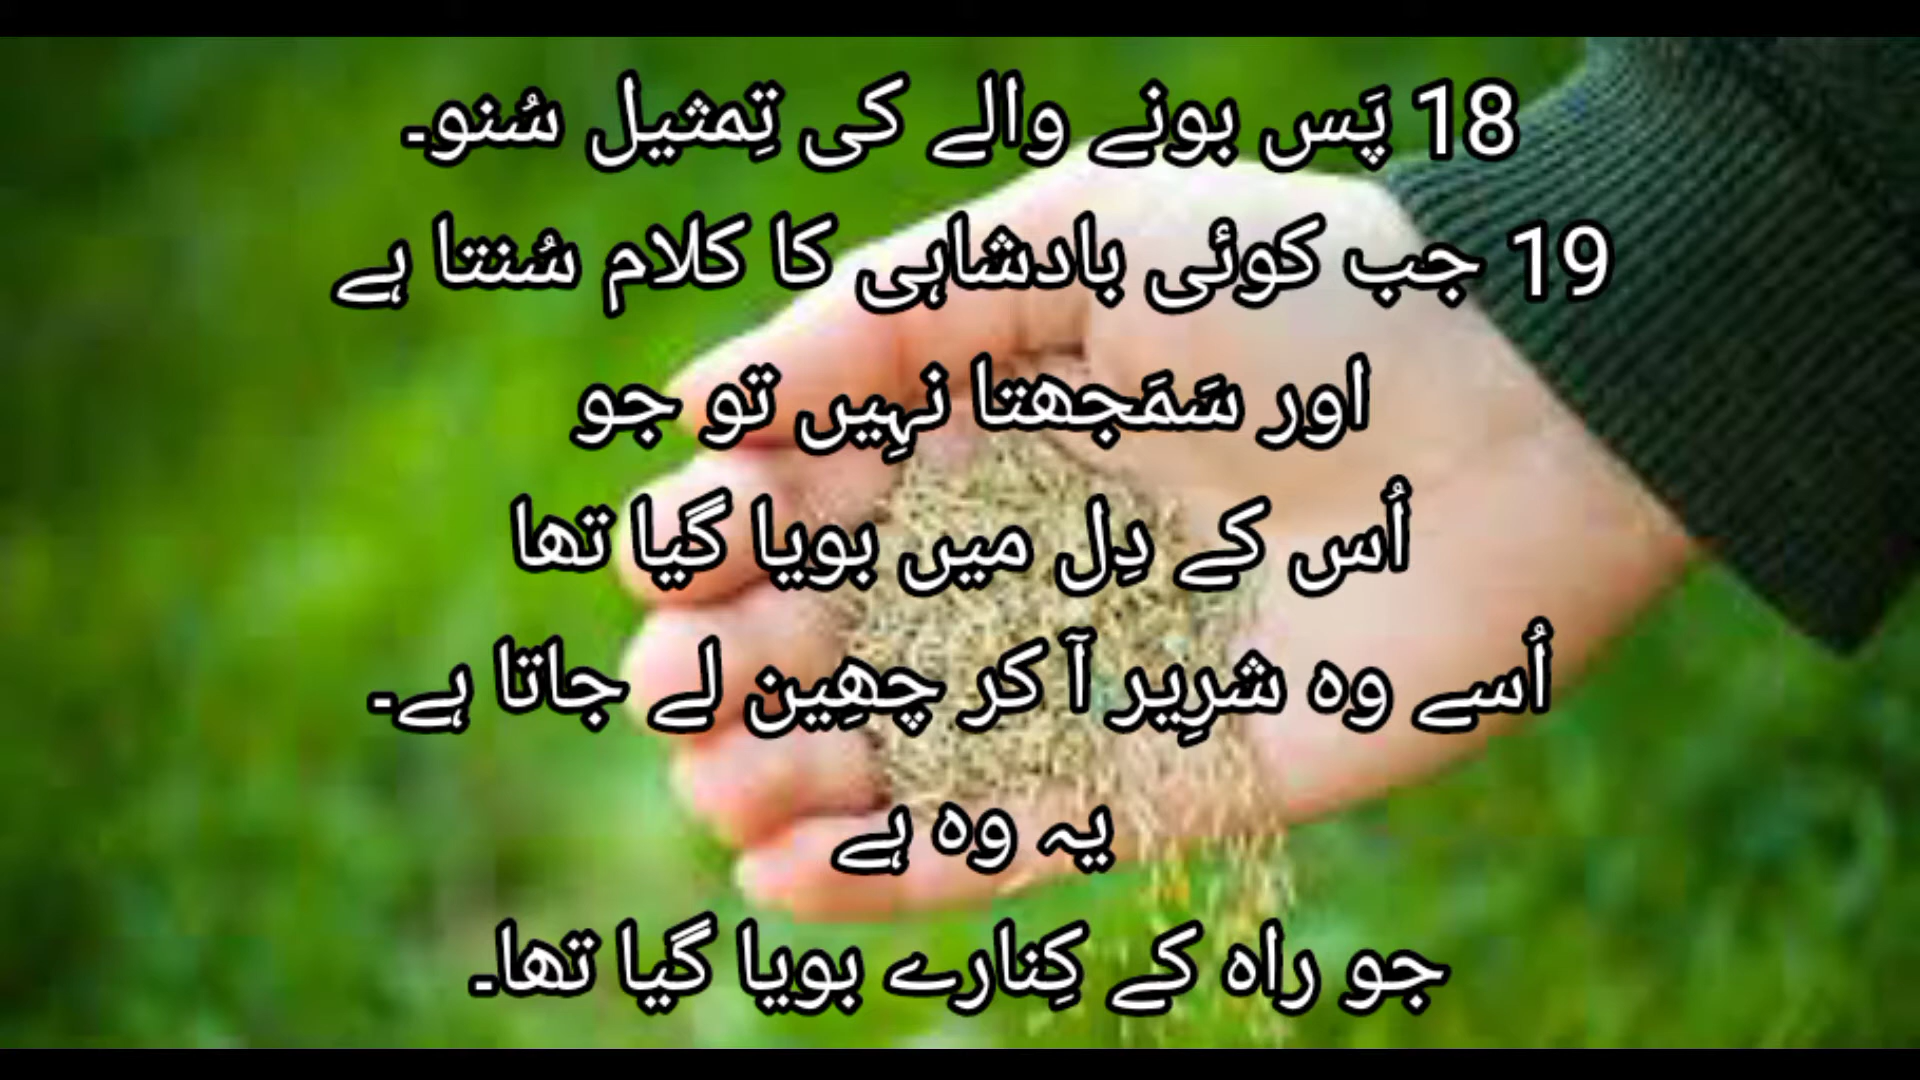 18 پَس بونے والے کی تِمثیل سُنو۔
19 جب کوئی بادشاہی کا کلام سُنتا ہے
اور سَمَجھتا نہِیں تو جو
اُس کے دِل میں بویا گیا تھا
اُسے وہ شرِیر آ کر چھِین لے جاتا ہے۔
یہ وہ ہے
جو راہ کے کِنارے بویا گیا تھا۔